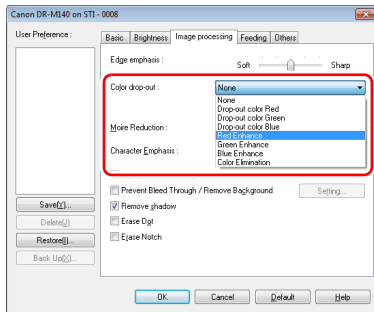 Canon DR-M140 on STI - 0008
User Preference :
Basic Brightness Image processing Feeding Others
Edge emphasis :
Soft Sharp
Color drop-out :
None
None
Drop-out color Red
Drop-out color Green
Drop-out color Blue
Red Enhance
Green Enhance
Blue Enhance
Color Elimination
Moire Reduction :
Character Emphasis :
Prevent Bleed Through / Remove Background
Setting...
Remove shadow
Erase Dot
Erase Notch
Save(Y)...
Delete(J)
Restore(I)...
Back Up(X)...
OK Cancel Default Help